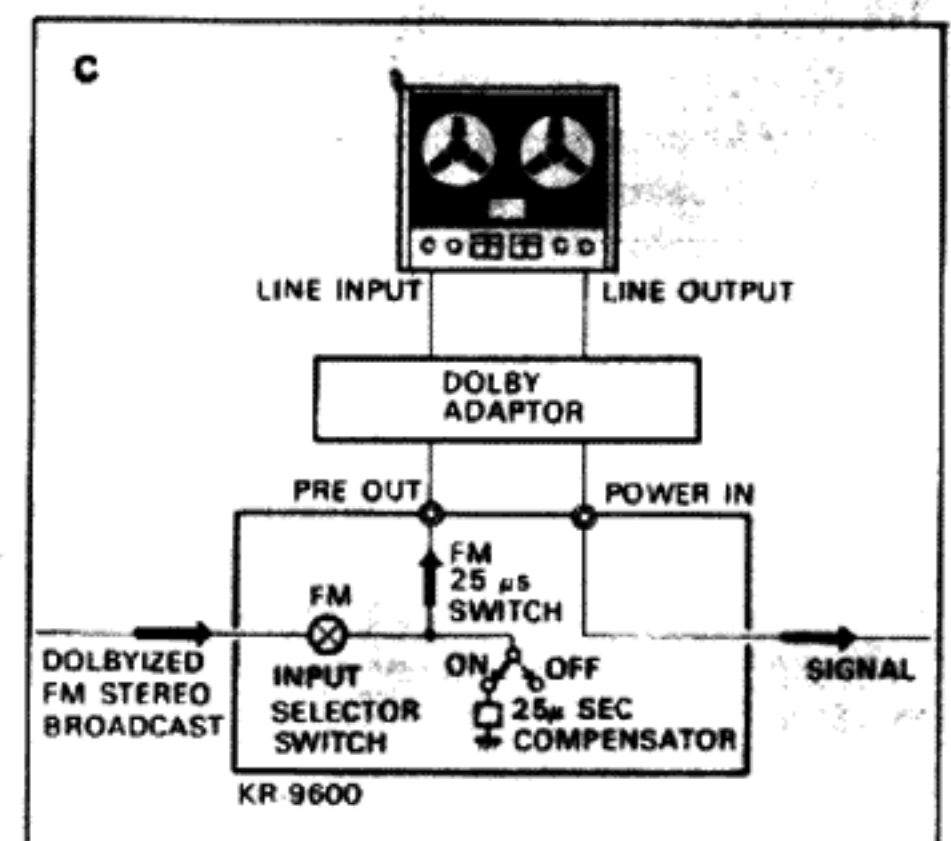 C
LINE INPUT
LINE OUTPUT
DOLBY
ADAPTOR
PRE OUT
POWER IN
FM
25 μs
SWITCH
FM
DOLBYIZED
FM STEREO
BROADCAST
INPUT
SELECTOR
SWITCH
ON
OFF
25μ SEC
COMPENSATOR
SIGNAL
KR-9600